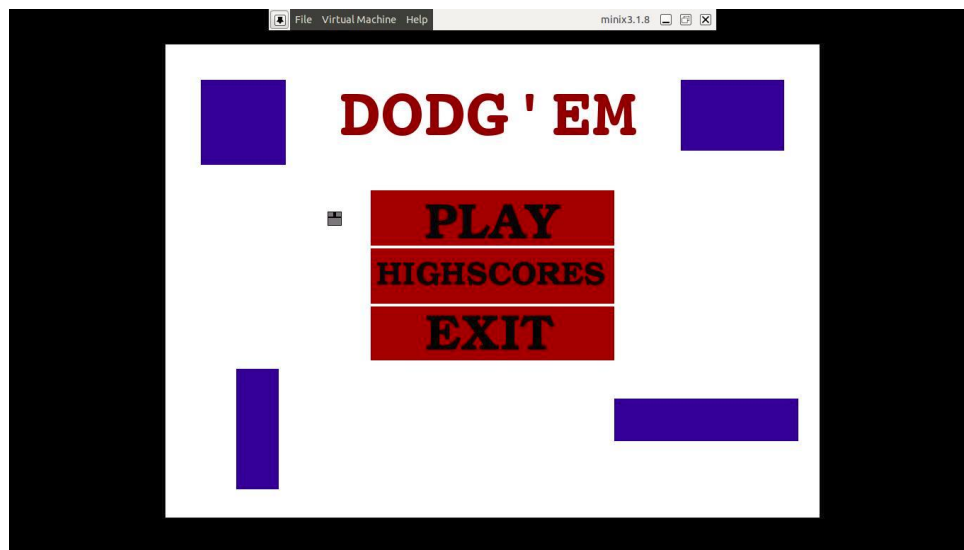 File Virtual Machine Help minix3.1.8
DODG'EM
PLAY
HIGHSCORES
EXIT